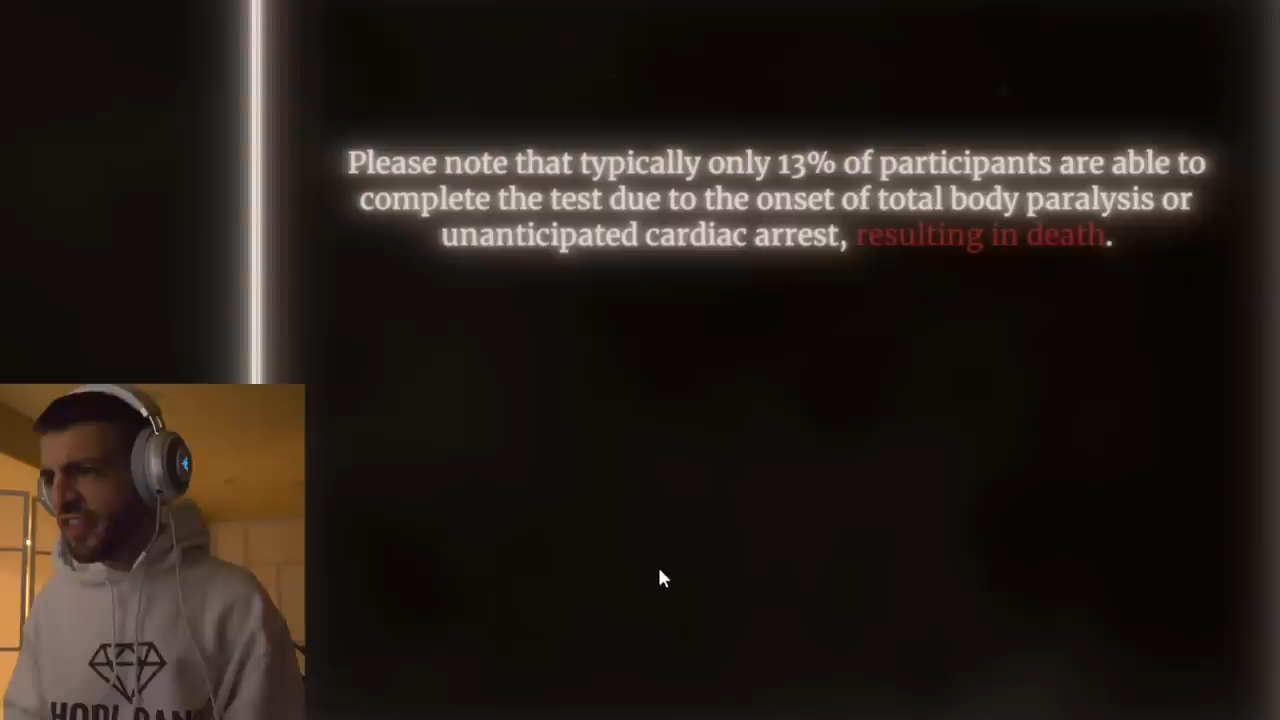 Please note that typically only 13% of participants are able to
complete the test due to the onset of total body paralysis or
unanticipated cardiac arrest, resulting in death.